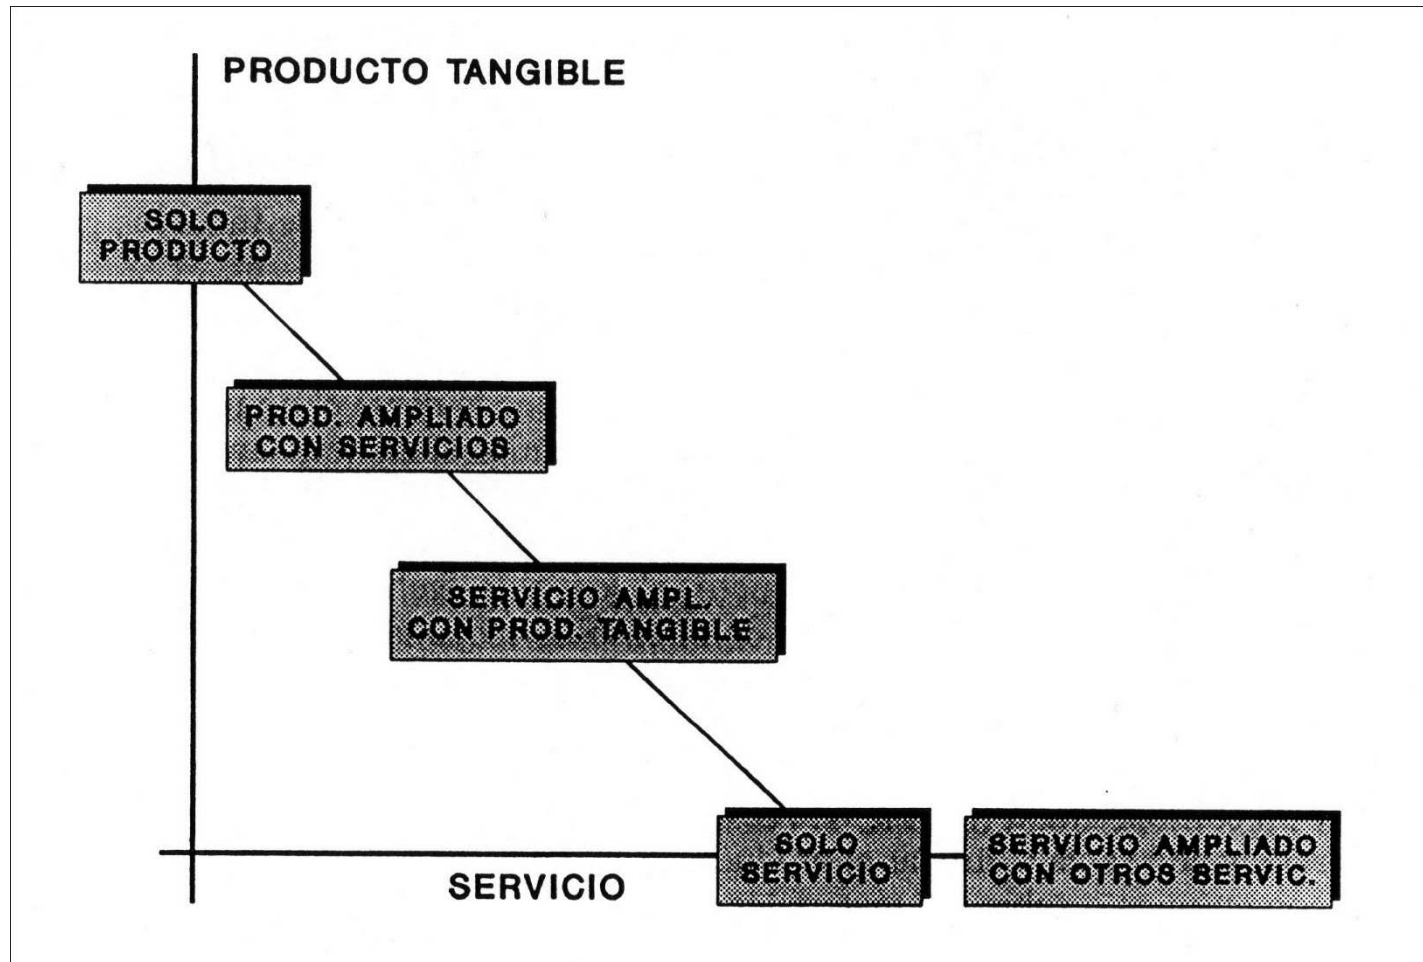 PRODUCTO TANGIBLE
SOLO
PRODUCTO
PROD. AMPLIADO
CON SERVICIOS
SERVICIO AMPL.
CON PROD. TANGIBLE
SOLO
SERVICIO
SERVICIO AMPLIADO
CON OTROS SERVIC.
SERVICIO